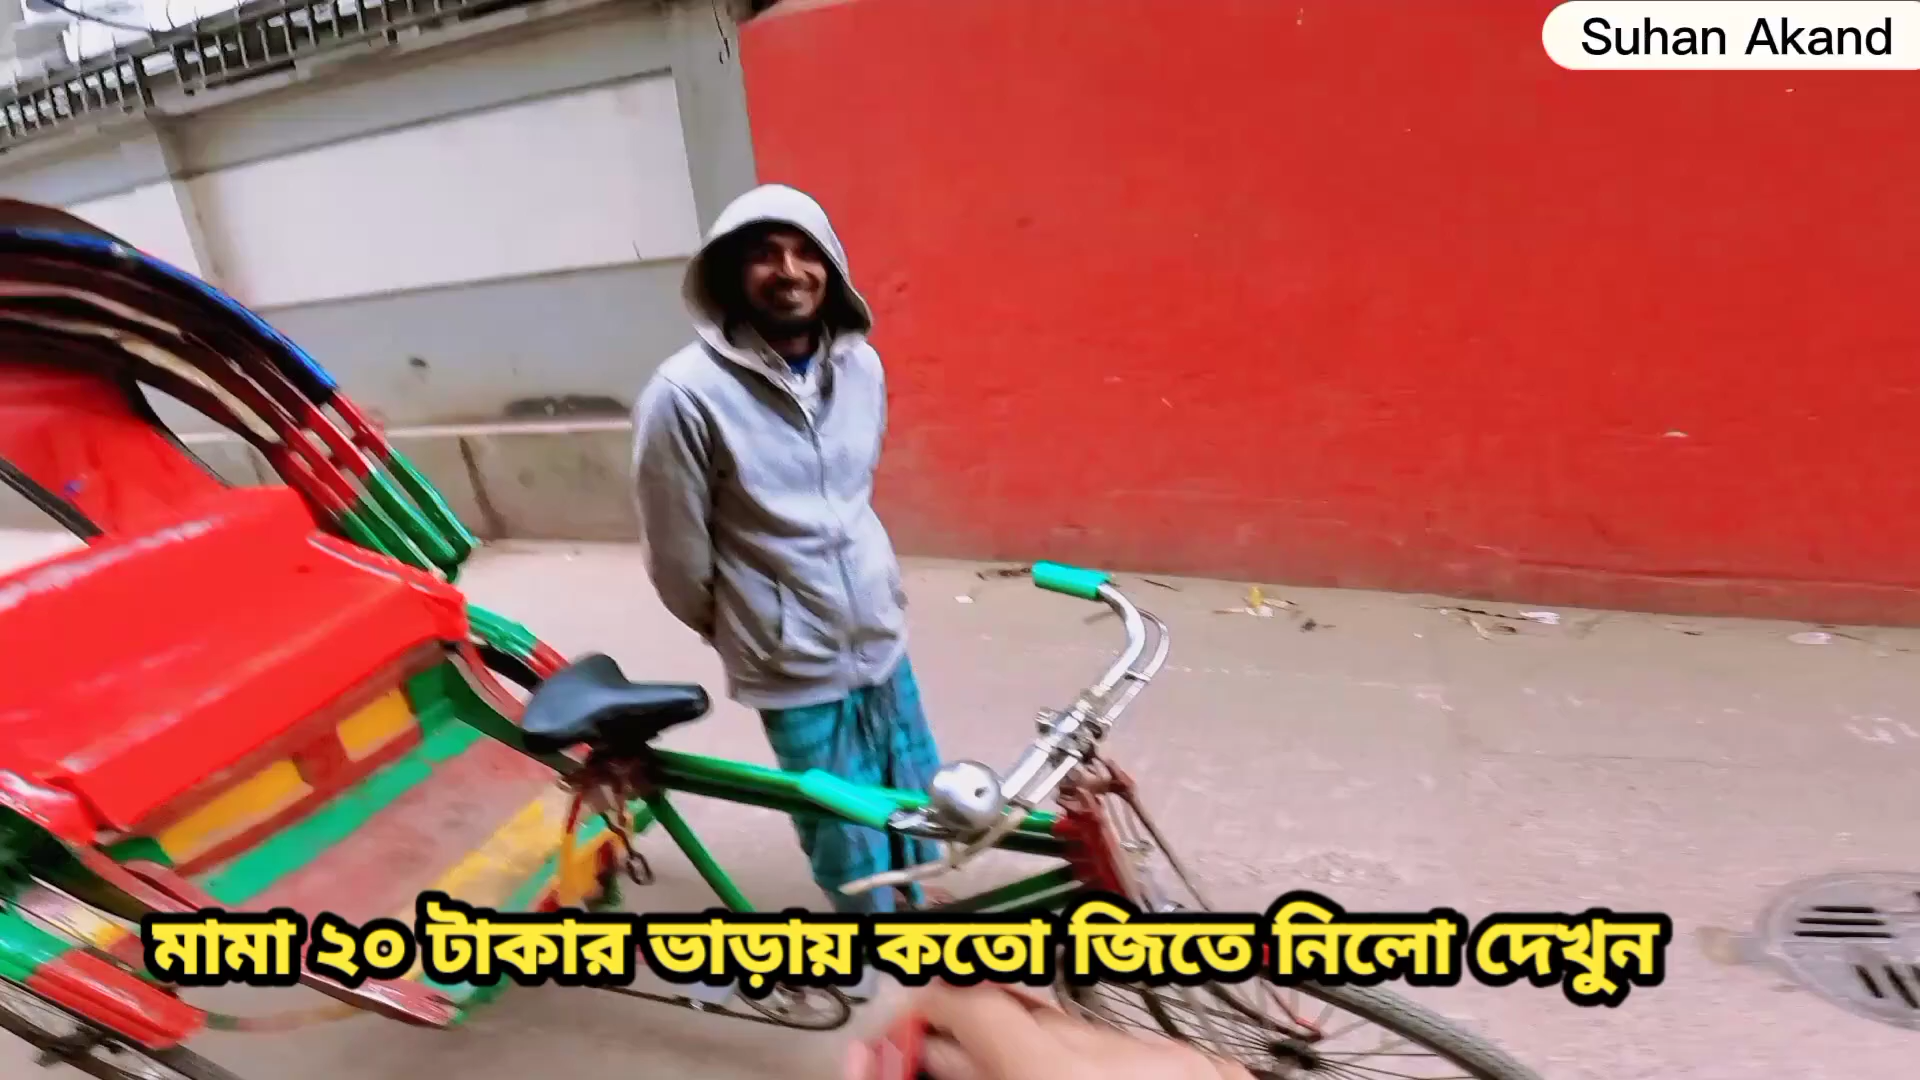 Suhan Akand
মামা ২০ টাকার ভাড়ায় কতো জিতে নিলো দেখুন